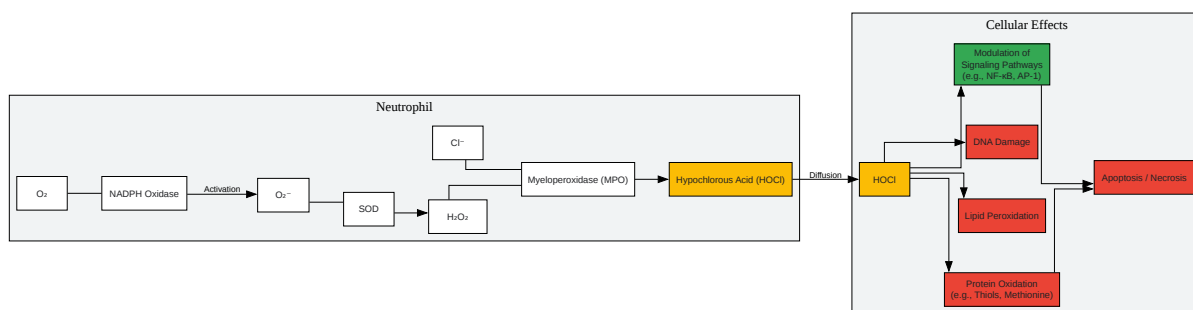 Neutrophil
O₂
NADPH Oxidase
Activation
O₂⁻
SOD
H₂O₂
Cl⁻
Myeloperoxidase (MPO)
Hypochlorous Acid (HOCl)
Diffusion
Cellular Effects
HOCl
Modulation of
Signaling Pathways
(e.g., NF-κB, AP-1)
DNA Damage
Lipid Peroxidation
Protein Oxidation
(e.g., Thiols, Methionine)
Apoptosis / Necrosis